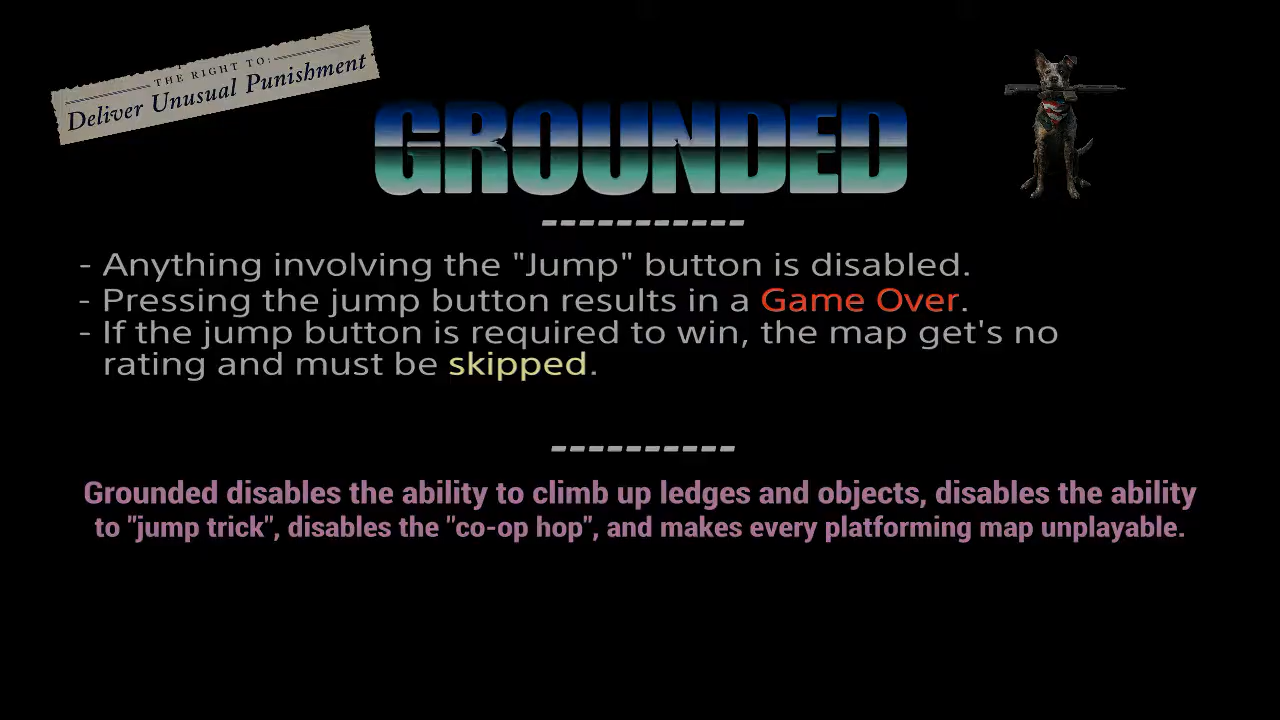 THE RIGHT TO:
Deliver Unusual Punishment
GROUNDED
-----------
- Anything involving the "Jump" button is disabled.
- Pressing the jump button results in a Game Over.
- If the jump button is required to win, the map get's no
rating and must be skipped.
----------
Grounded disables the ability to climb up ledges and objects, disables the ability
to "jump trick", disables the "co-op hop", and makes every platforming map unplayable.